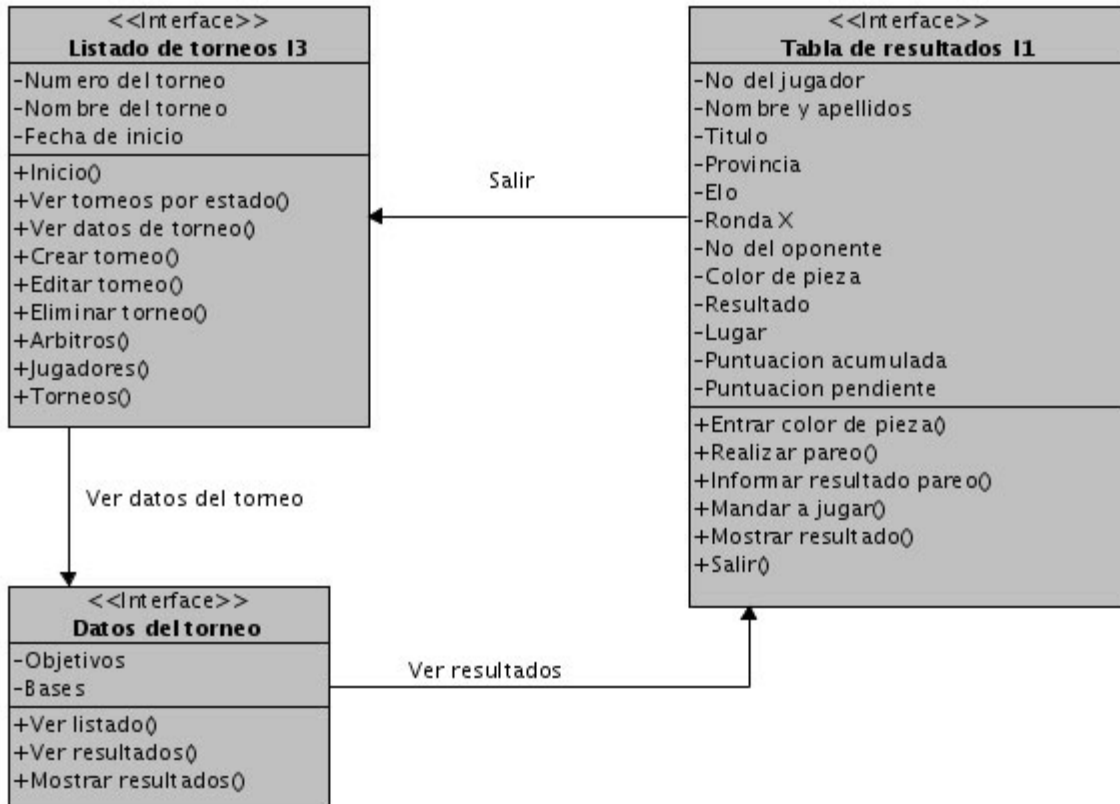 <<Interface>>
Listado de torneos I3
-Numero del torneo
-Nombre del torneo
-Fecha de inicio
+Inicio()
+Ver torneos por estado()
+Ver datos de torneo()
+Crear torneo()
+Editar torneo()
+Eliminar torneo()
+Arbitros()
+Jugadores()
+Torneos()
Salir
<<Interface>>
Tabla de resultados I1
-No del jugador
-Nombre y apellidos
-Titulo
-Provincia
-Elo
-Ronda X
-No del oponente
-Color de pieza
-Resultado
-Lugar
-Puntuacion acumulada
-Puntuacion pendiente
+Entrar color de pieza()
+Realizar pareo()
+Informar resultado pareo()
+Mandar a jugar()
+Mostrar resultado()
+Salir()
Ver datos del torneo
<<Interface>>
Datos del torneo
-Objetivos
-Bases
+Ver listado()
+Ver resultados()
+Mostrar resultados()
Ver resultados